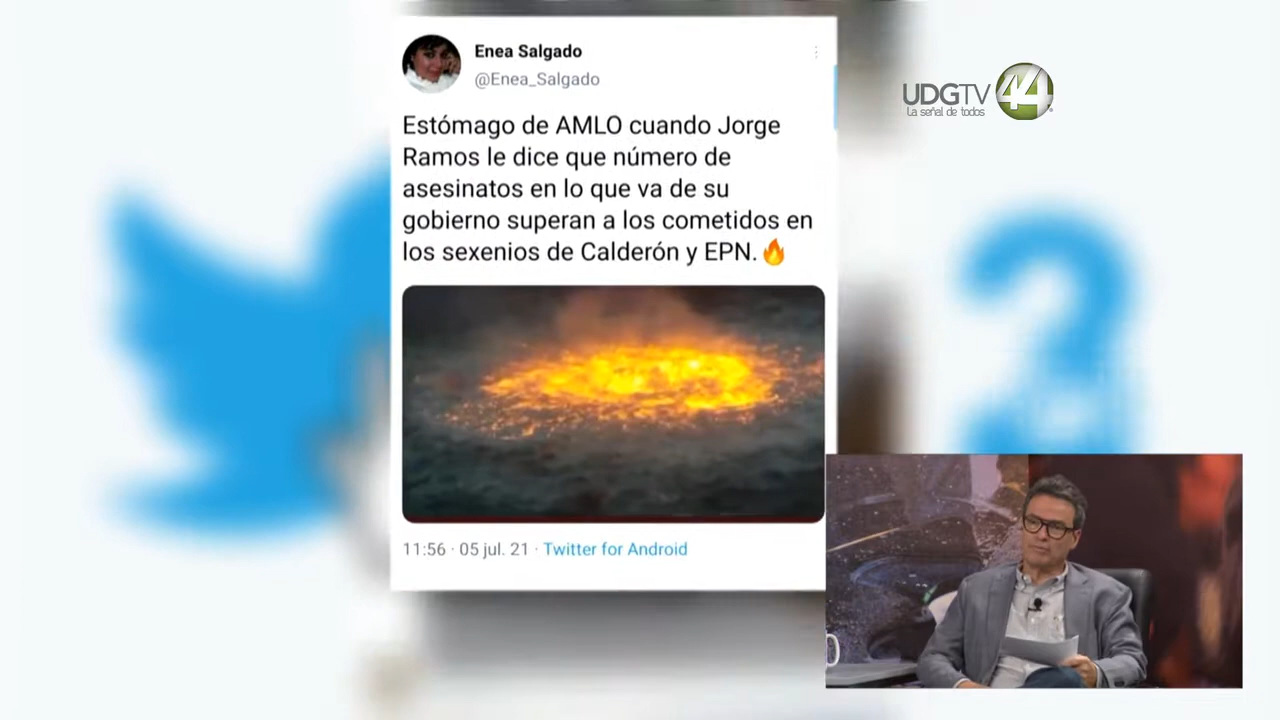 Enea Salgado
@Enea_Salgado
Estómago de AMLO cuando Jorge
Ramos le dice que número de
asesinatos en lo que va de su
gobierno superan a los cometidos en
los sexenios de Calderón y EPN.🔥
11:56 · 05 jul. 21 · Twitter for Android
UDGTV 44
La señal de todos